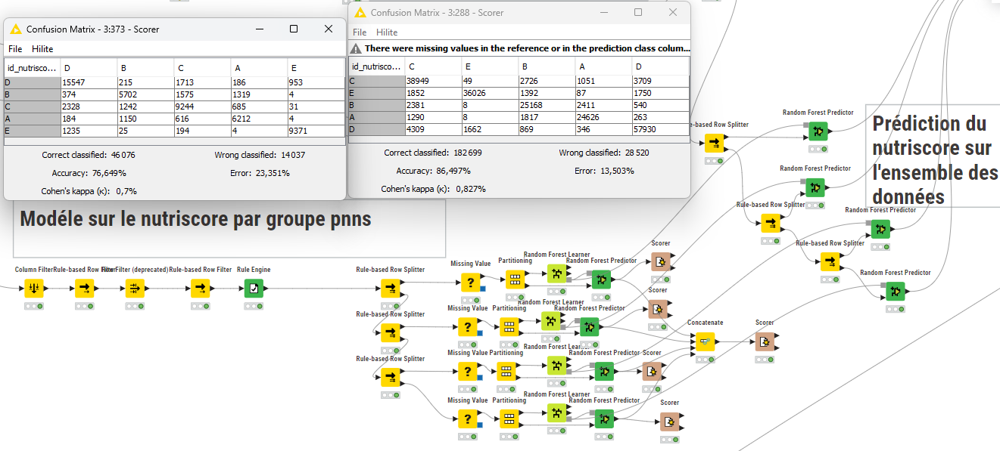 Confusion Matrix - 3:373 - Scorer
File Hilite
id_nutrisco... D B C A E
D 15547 215 1713 186 953
B 374 5702 1575 1319 4
C 2328 1242 9244 685 31
A 184 1150 616 6212 4
E 1235 25 194 4 9371
Correct classified: 46 076 Wrong classified: 14 037
Accuracy: 76,649% Error: 23,351%
Cohen's kappa (κ): 0,7%
Confusion Matrix - 3:288 - Scorer
File Hilite
There were missing values in the reference or in the prediction class colum...
id_nutrisco... C E B A D
C 38949 49 2726 1051 3709
E 1852 36026 1392 87 1750
B 2381 8 25168 2411 540
A 1290 8 1817 24626 263
D 4309 1662 869 346 57930
Correct classified: 182 699 Wrong classified: 28 520
Accuracy: 86,497% Error: 13,503%
Cohen's kappa (κ): 0,827%
e-based Row Splitter
Random Forest Predictor
Random Forest Predictor
Rule-based Row Splitter
Random Forest Predictor
Rule-based Row Splitter
Random Forest Predictor
Prédiction du
nutriscore sur
l'ensemble des
données
Modéle sur le nutriscore par groupe pnns
Column Filter
Rule-based Row Filter
Filter (deprecated)
Rule-based Row Filter
Rule Engine
Rule-based Row Splitter
Missing Value
Partitioning
Random Forest Learner
Random Forest Predictor
Scorer
Rule-based Row Splitter
Missing Value
Partitioning
Random Forest Learner
Random Forest Predictor
Scorer
Concatenate
Scorer
Rule-based Row Splitter
Missing Value
Partitioning
Random Forest Learner
Random Forest Predictor
Scorer
Missing Value
Partitioning
Random Forest Learner
Random Forest Predictor
Scorer